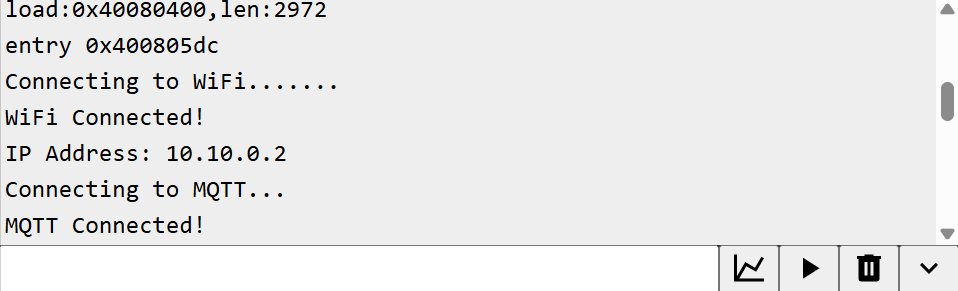 load:0x40080400,len:2972
entry 0x400805dc
Connecting to WiFi.......
WiFi Connected!
IP Address: 10.10.0.2
Connecting to MQTT...
MQTT Connected!